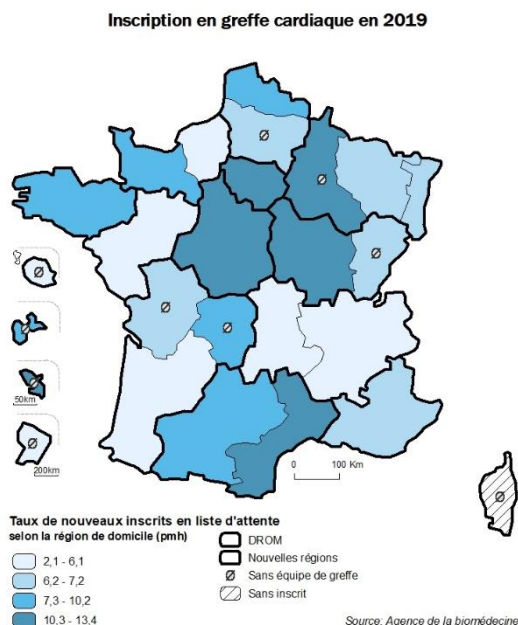 Inscription en greffe cardiaque en 2019
50km
200km
0 100 Km
Taux de nouveaux inscrits en liste d'attente
selon la région de domicile (pmh)
2,1 - 6,1
6,2 - 7,2
7,3 - 10,2
10,3 - 13,4
DROM
Nouvelles régions
Sans équipe de greffe
Sans inscrit
Source: Agence de la biomédecine